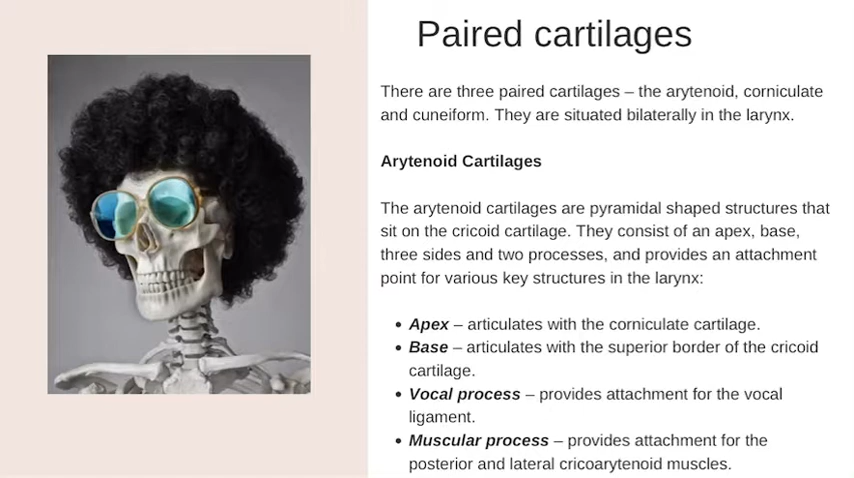 Paired cartilages
There are three paired cartilages – the arytenoid, corniculate
and cuneiform. They are situated bilaterally in the larynx.
Arytenoid Cartilages
The arytenoid cartilages are pyramidal shaped structures that
sit on the cricoid cartilage. They consist of an apex, base,
three sides and two processes, and provides an attachment
point for various key structures in the larynx:
• Apex – articulates with the corniculate cartilage.
• Base – articulates with the superior border of the cricoid
cartilage.
• Vocal process – provides attachment for the vocal
ligament.
• Muscular process – provides attachment for the
posterior and lateral cricoarytenoid muscles.